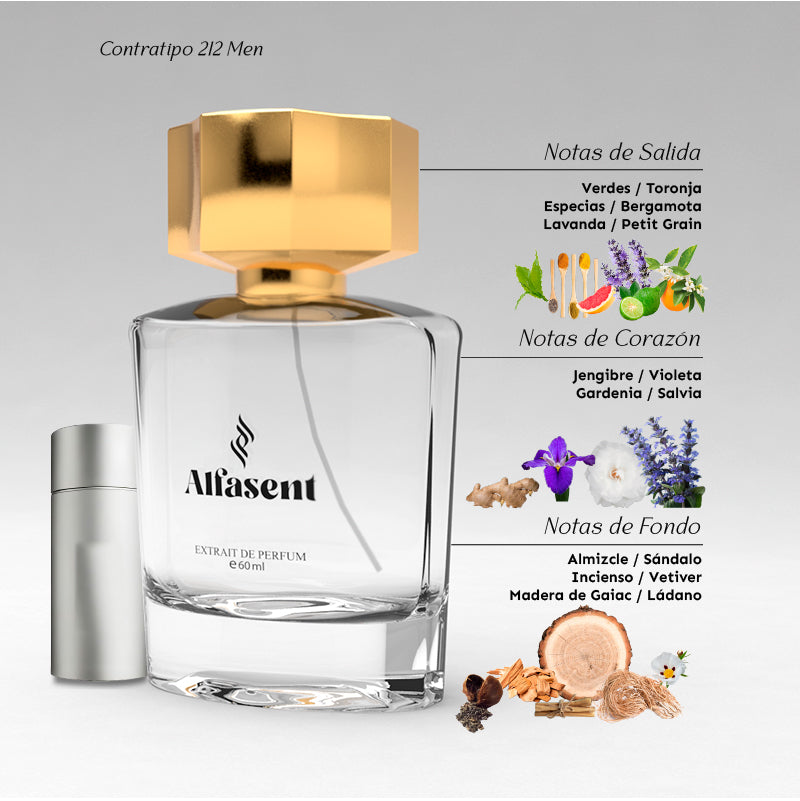 Contratipo 212 Men
Notas de Salida
Verdes / Toronja
Especias / Bergamota
Lavanda / Petit Grain
Notas de Corazón
Jengibre / Violeta
Gardenia / Salvia
Alfasent
EXTRAIT DE PERFUM
e60ml
Notas de Fondo
Almizcle / Sándalo
Incienso / Vetiver
Madera de Gaiac / Ládano